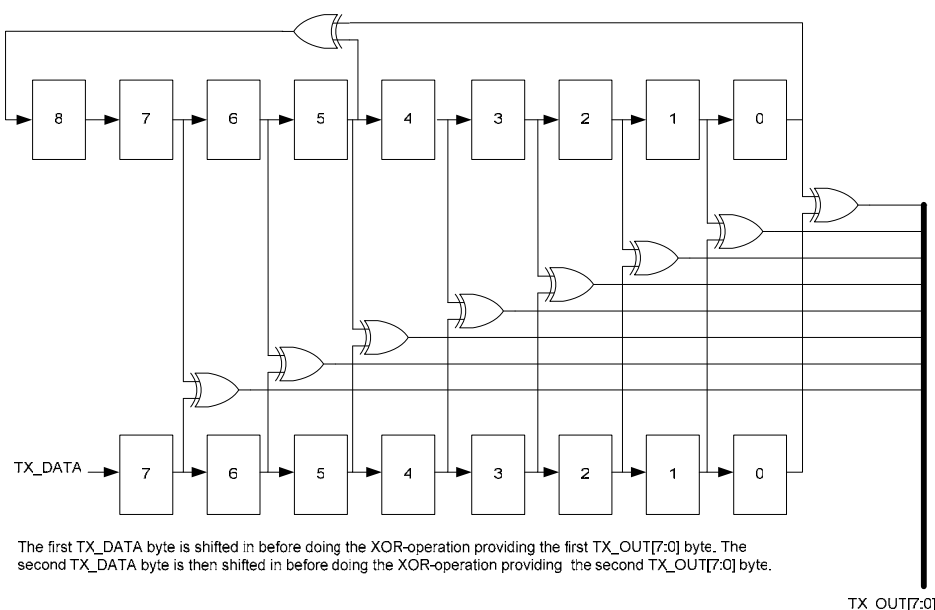 8 7 6 5 4 3 2 1 0
TX_DATA 7 6 5 4 3 2 1 0
The first TX_DATA byte is shifted in before doing the XOR-operation providing the first TX_OUT[7:0] byte. The
second TX_DATA byte is then shifted in before doing the XOR-operation providing the second TX_OUT[7:0] byte.
TX_OUT[7:0]